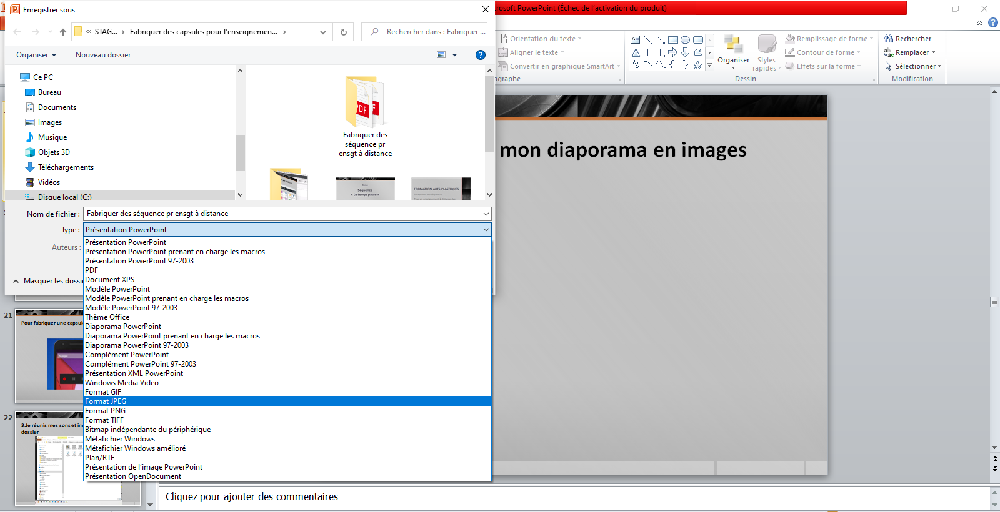 Enregistrer sous
rosoft PowerPoint (Échec de l'activation du produit)
« STAG... › Fabriquer des capsules pour l'enseignemen... ›
Rechercher dans : Fabriquer ...
Organiser
Nouveau dossier
Ce PC
Bureau
Documents
Images
Musique
Objets 3D
Téléchargements
Vidéos
Disque local (C:)
PDF
Fabriquer des
séquence pr
ensgt à distance
3ème
Séquence
« Le temps passe »
FORMATION ARTS PLASTIQUES
Nom de fichier : Fabriquer des séquence pr ensgt à distance
Type : Présentation PowerPoint
Auteurs :
Masquer les dossie
Présentation PowerPoint
Présentation PowerPoint prenant en charge les macros
Présentation PowerPoint 97-2003
PDF
Document XPS
Modèle PowerPoint
Modèle PowerPoint prenant en charge les macros
Modèle PowerPoint 97-2003
Thème Office
Diaporama PowerPoint
Diaporama PowerPoint prenant en charge les macros
Diaporama PowerPoint 97-2003
Complément PowerPoint
Complément PowerPoint 97-2003
Présentation XML PowerPoint
Windows Media Video
Format GIF
Format JPEG
Format PNG
Format TIFF
Bitmap indépendante du périphérique
Métafichier Windows
Métafichier Windows amélioré
Plan/RTF
Présentation de l'image PowerPoint
Présentation OpenDocument
Orientation du texte
Aligner le texte
Convertir en graphique SmartArt
agraphe
Organiser
Styles
rapides
Remplissage de forme
Contour de forme
Effets sur la forme
Dessin
Rechercher
Remplacer
Sélectionner
Modification
mon diaporama en images
21
Pour fabriquer une capsul
22
3.Je réunis mes sons et im
dossier
Cliquez pour ajouter des commentaires